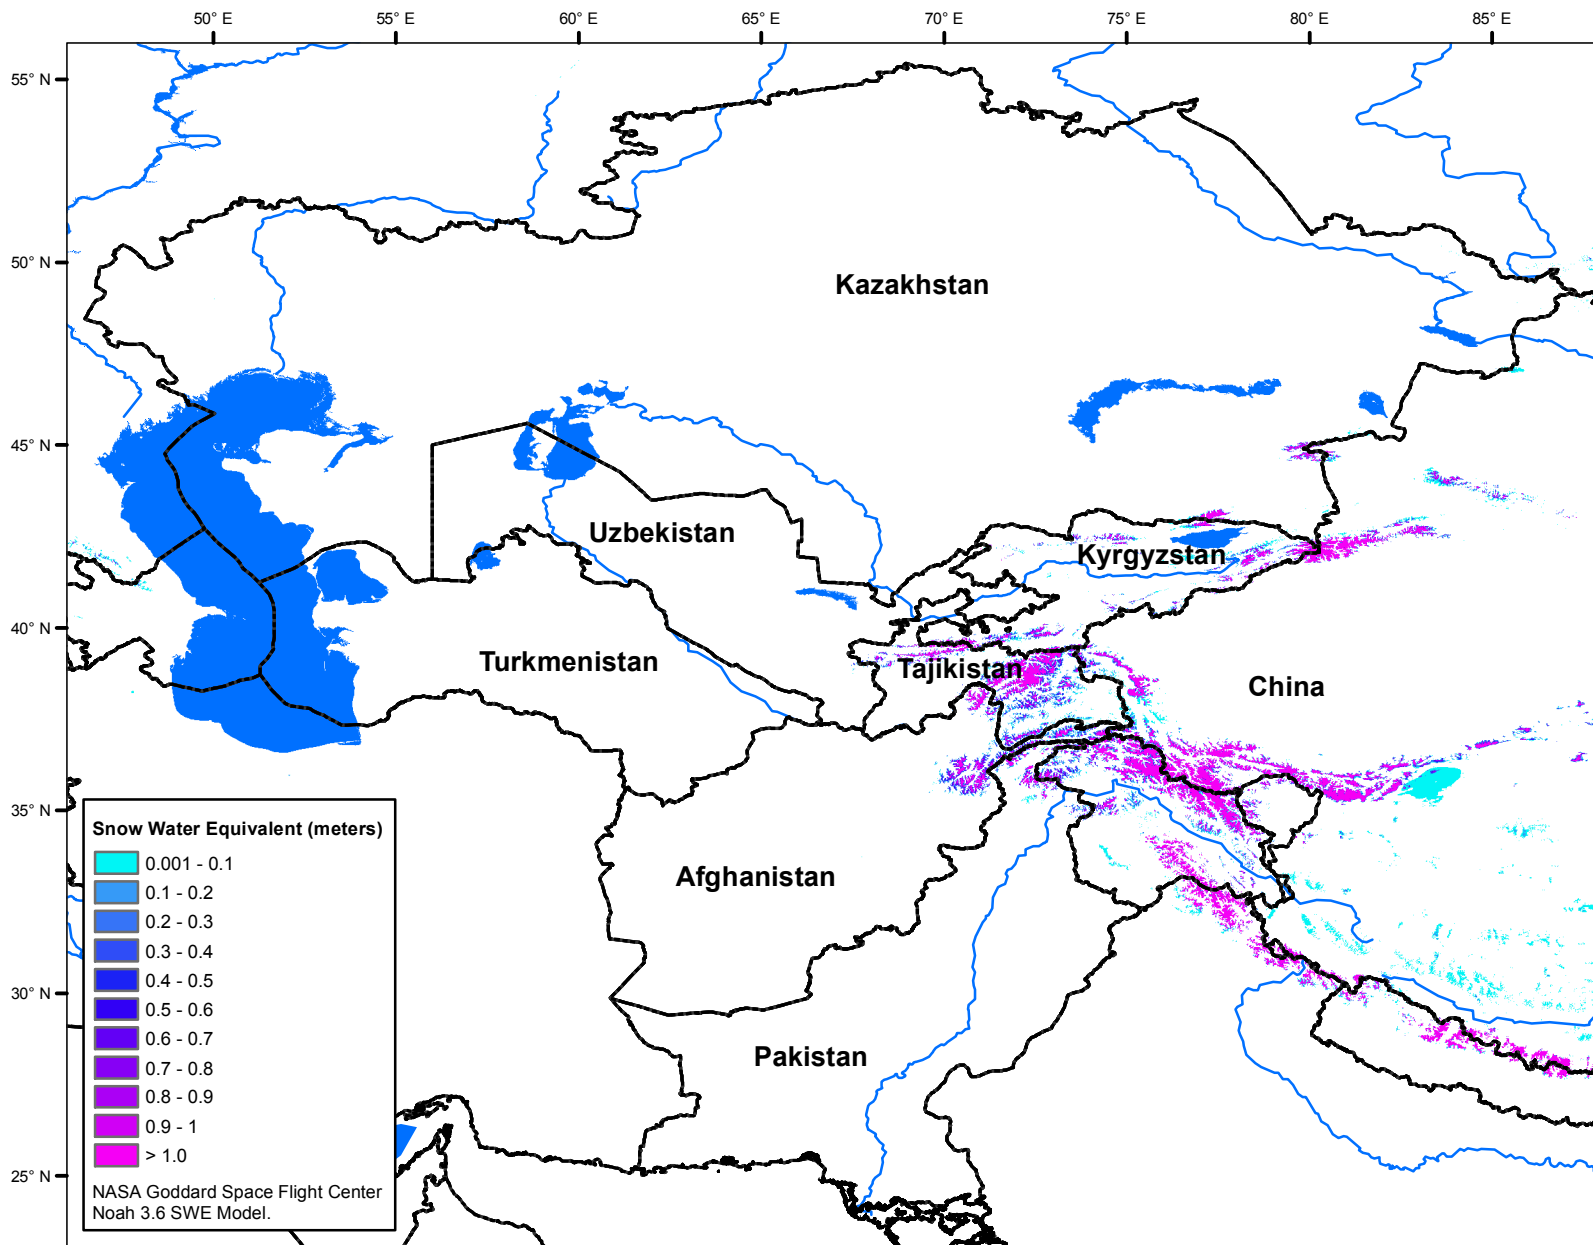 50° E
55° E
60° E
65° E
70° E
75° E
80° E
85° E
55° N
50° N
45° N
40° N
35° N
30° N
25° N
Kazakhstan
Uzbekistan
Kyrgyzstan
Turkmenistan
Tajikistan
China
Afghanistan
Pakistan
Snow Water Equivalent (meters)
0.001 - 0.1
0.1 - 0.2
0.2 - 0.3
0.3 - 0.4
0.4 - 0.5
0.5 - 0.6
0.6 - 0.7
0.7 - 0.8
0.8 - 0.9
0.9 - 1
> 1.0
NASA Goddard Space Flight Center
Noah 3.6 SWE Model.